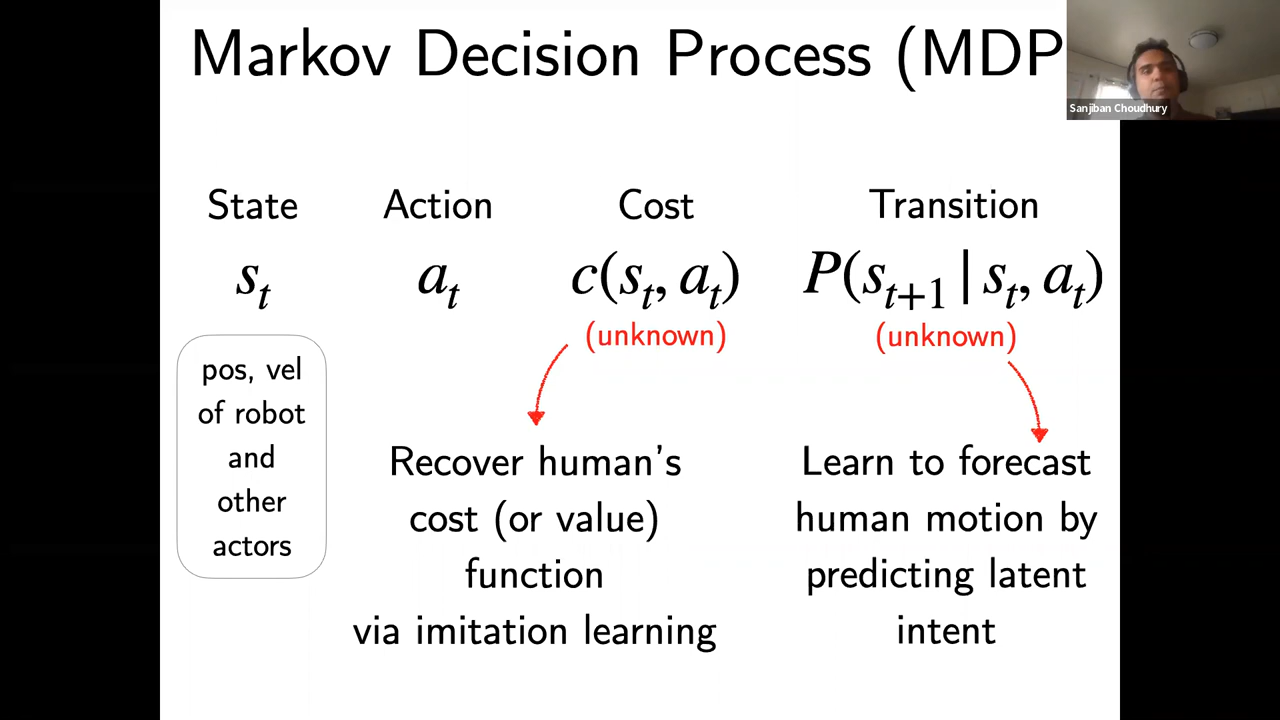 Markov Decision Process (MDP
Sanjiban Choudhury
State Action Cost Transition
s_t a_t c(s_t, a_t) P(s_{t+1} | s_t, a_t)
(unknown) (unknown)
pos, vel
of robot
and
other
actors
Recover human's
cost (or value)
function
via imitation learning
Learn to forecast
human motion by
predicting latent
intent